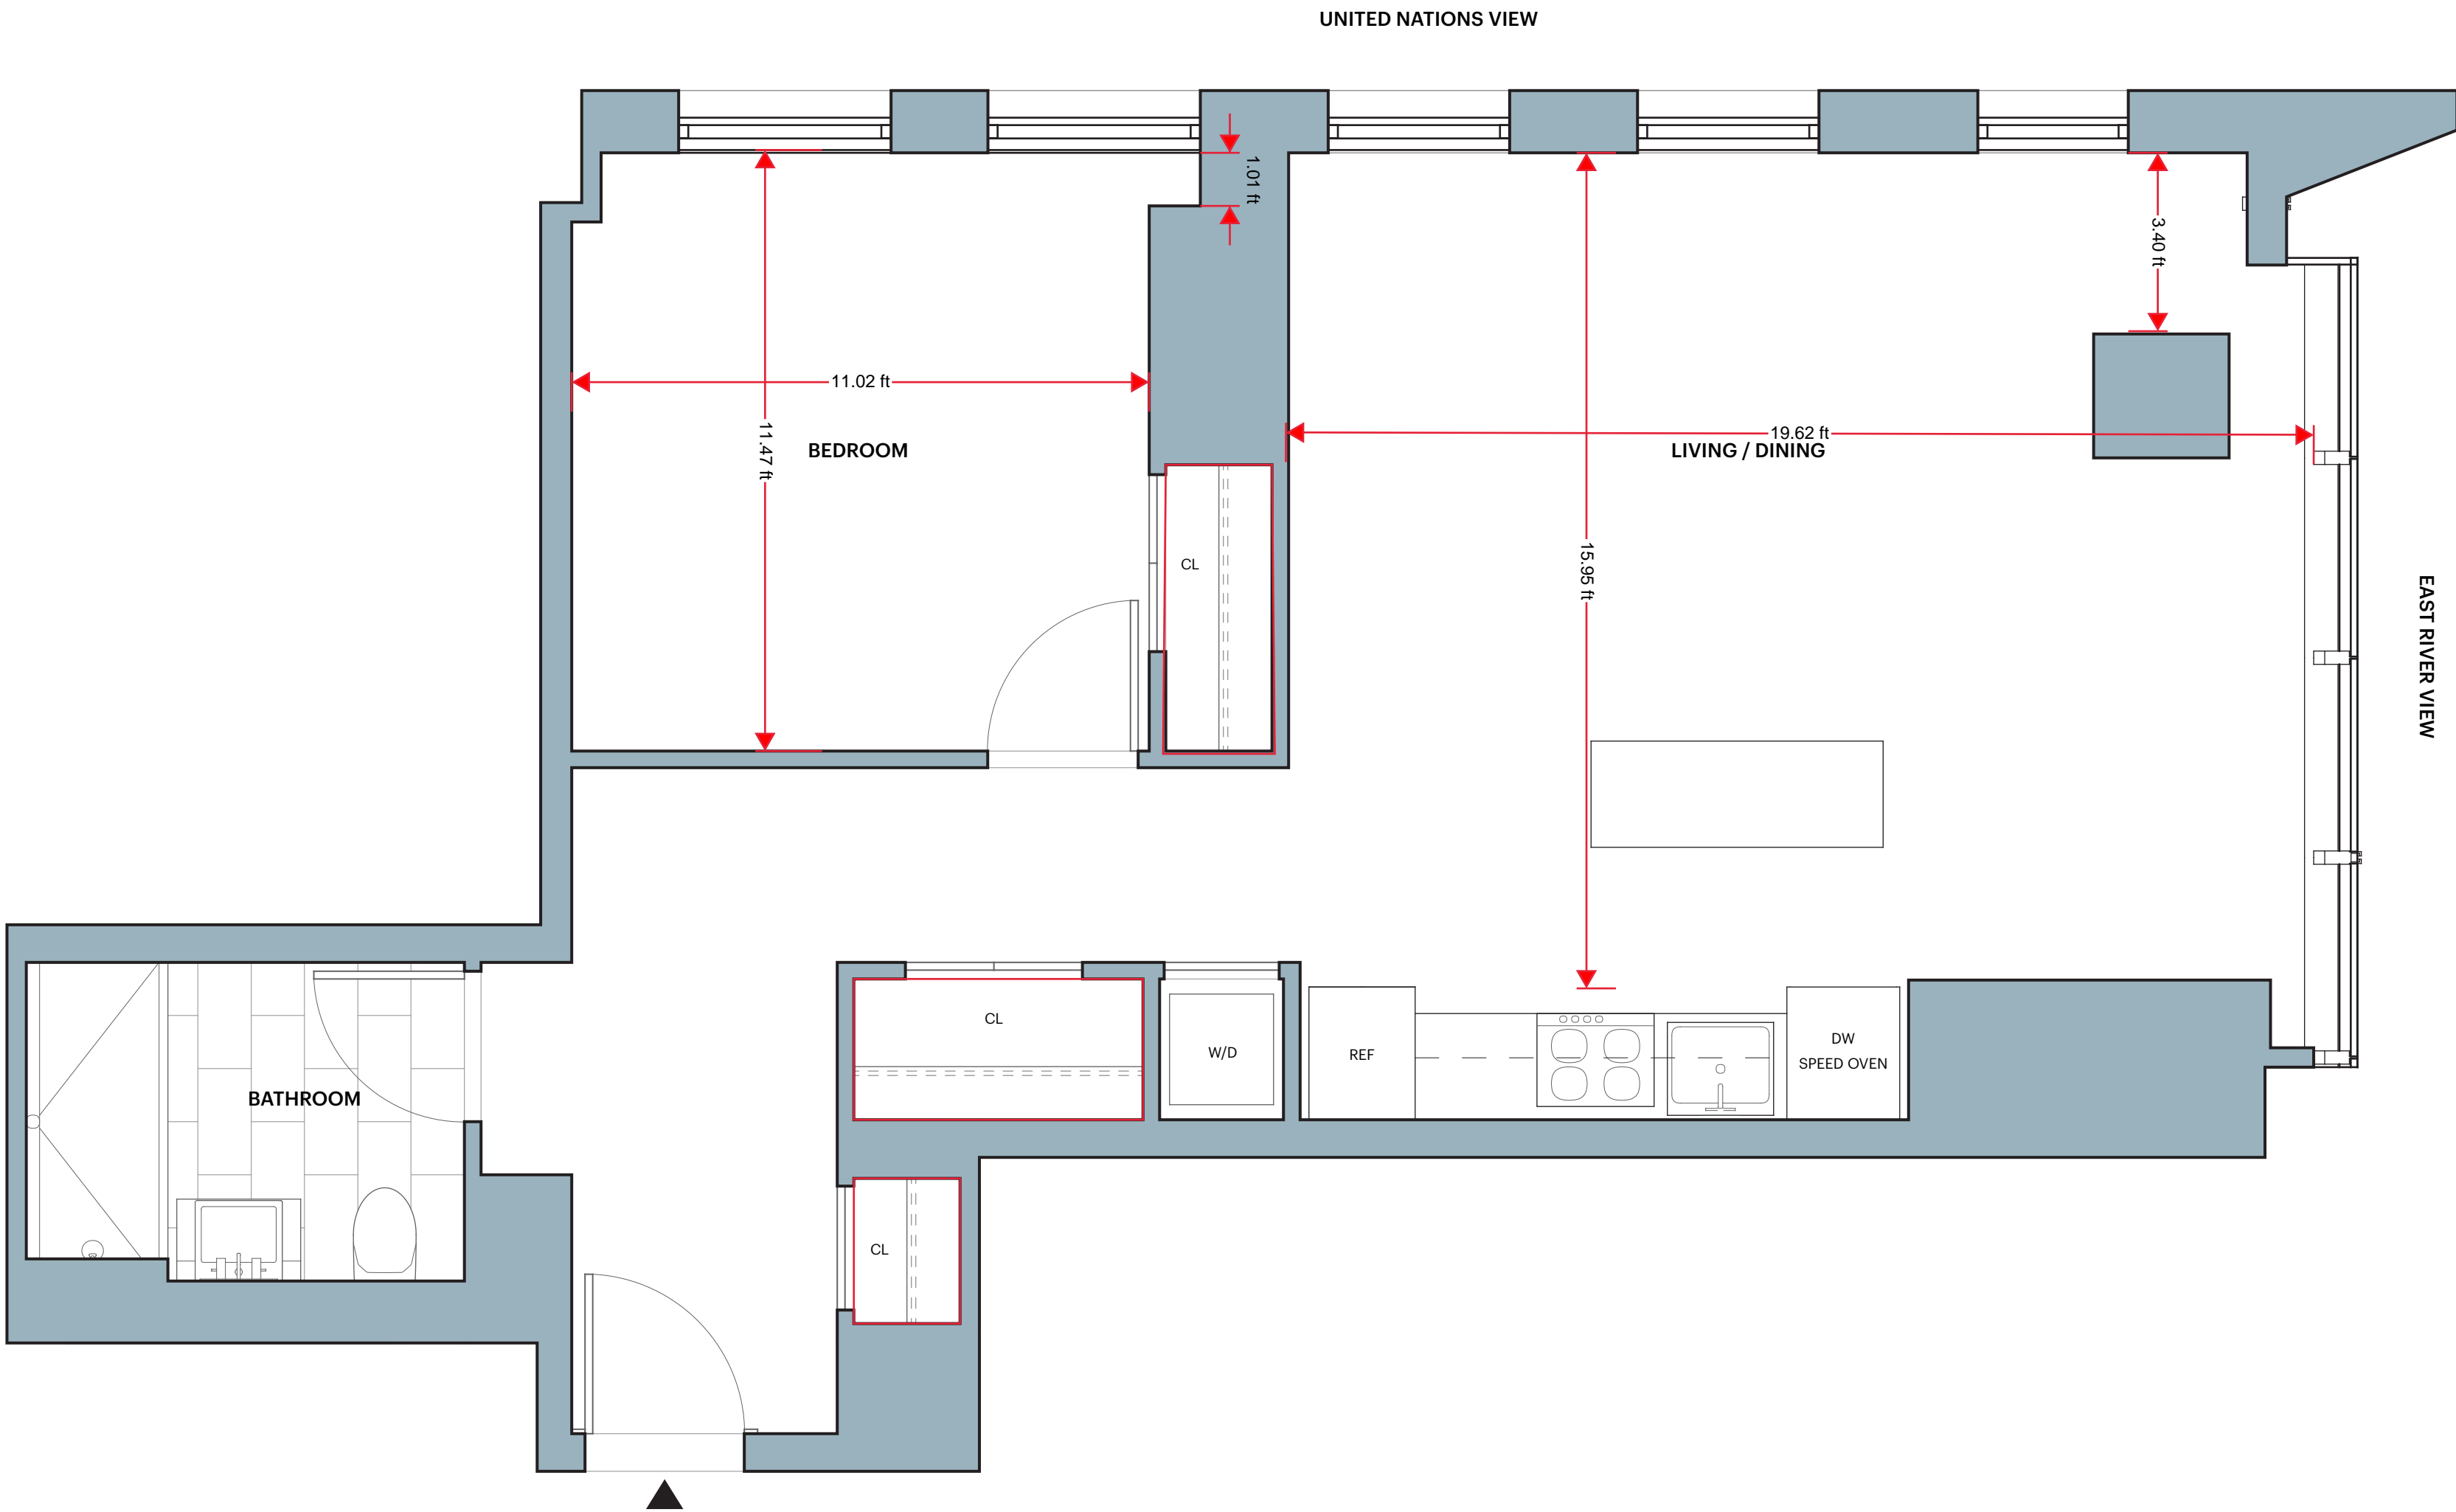 UNITED NATIONS VIEW
1.01 ft
3.40 ft
11.02 ft
11.47 ft
BEDROOM
19.62 ft
LIVING / DINING
15.95 ft
CL
EAST RIVER VIEW
CL
W/D
REF
DW
SPEED OVEN
BATHROOM
CL